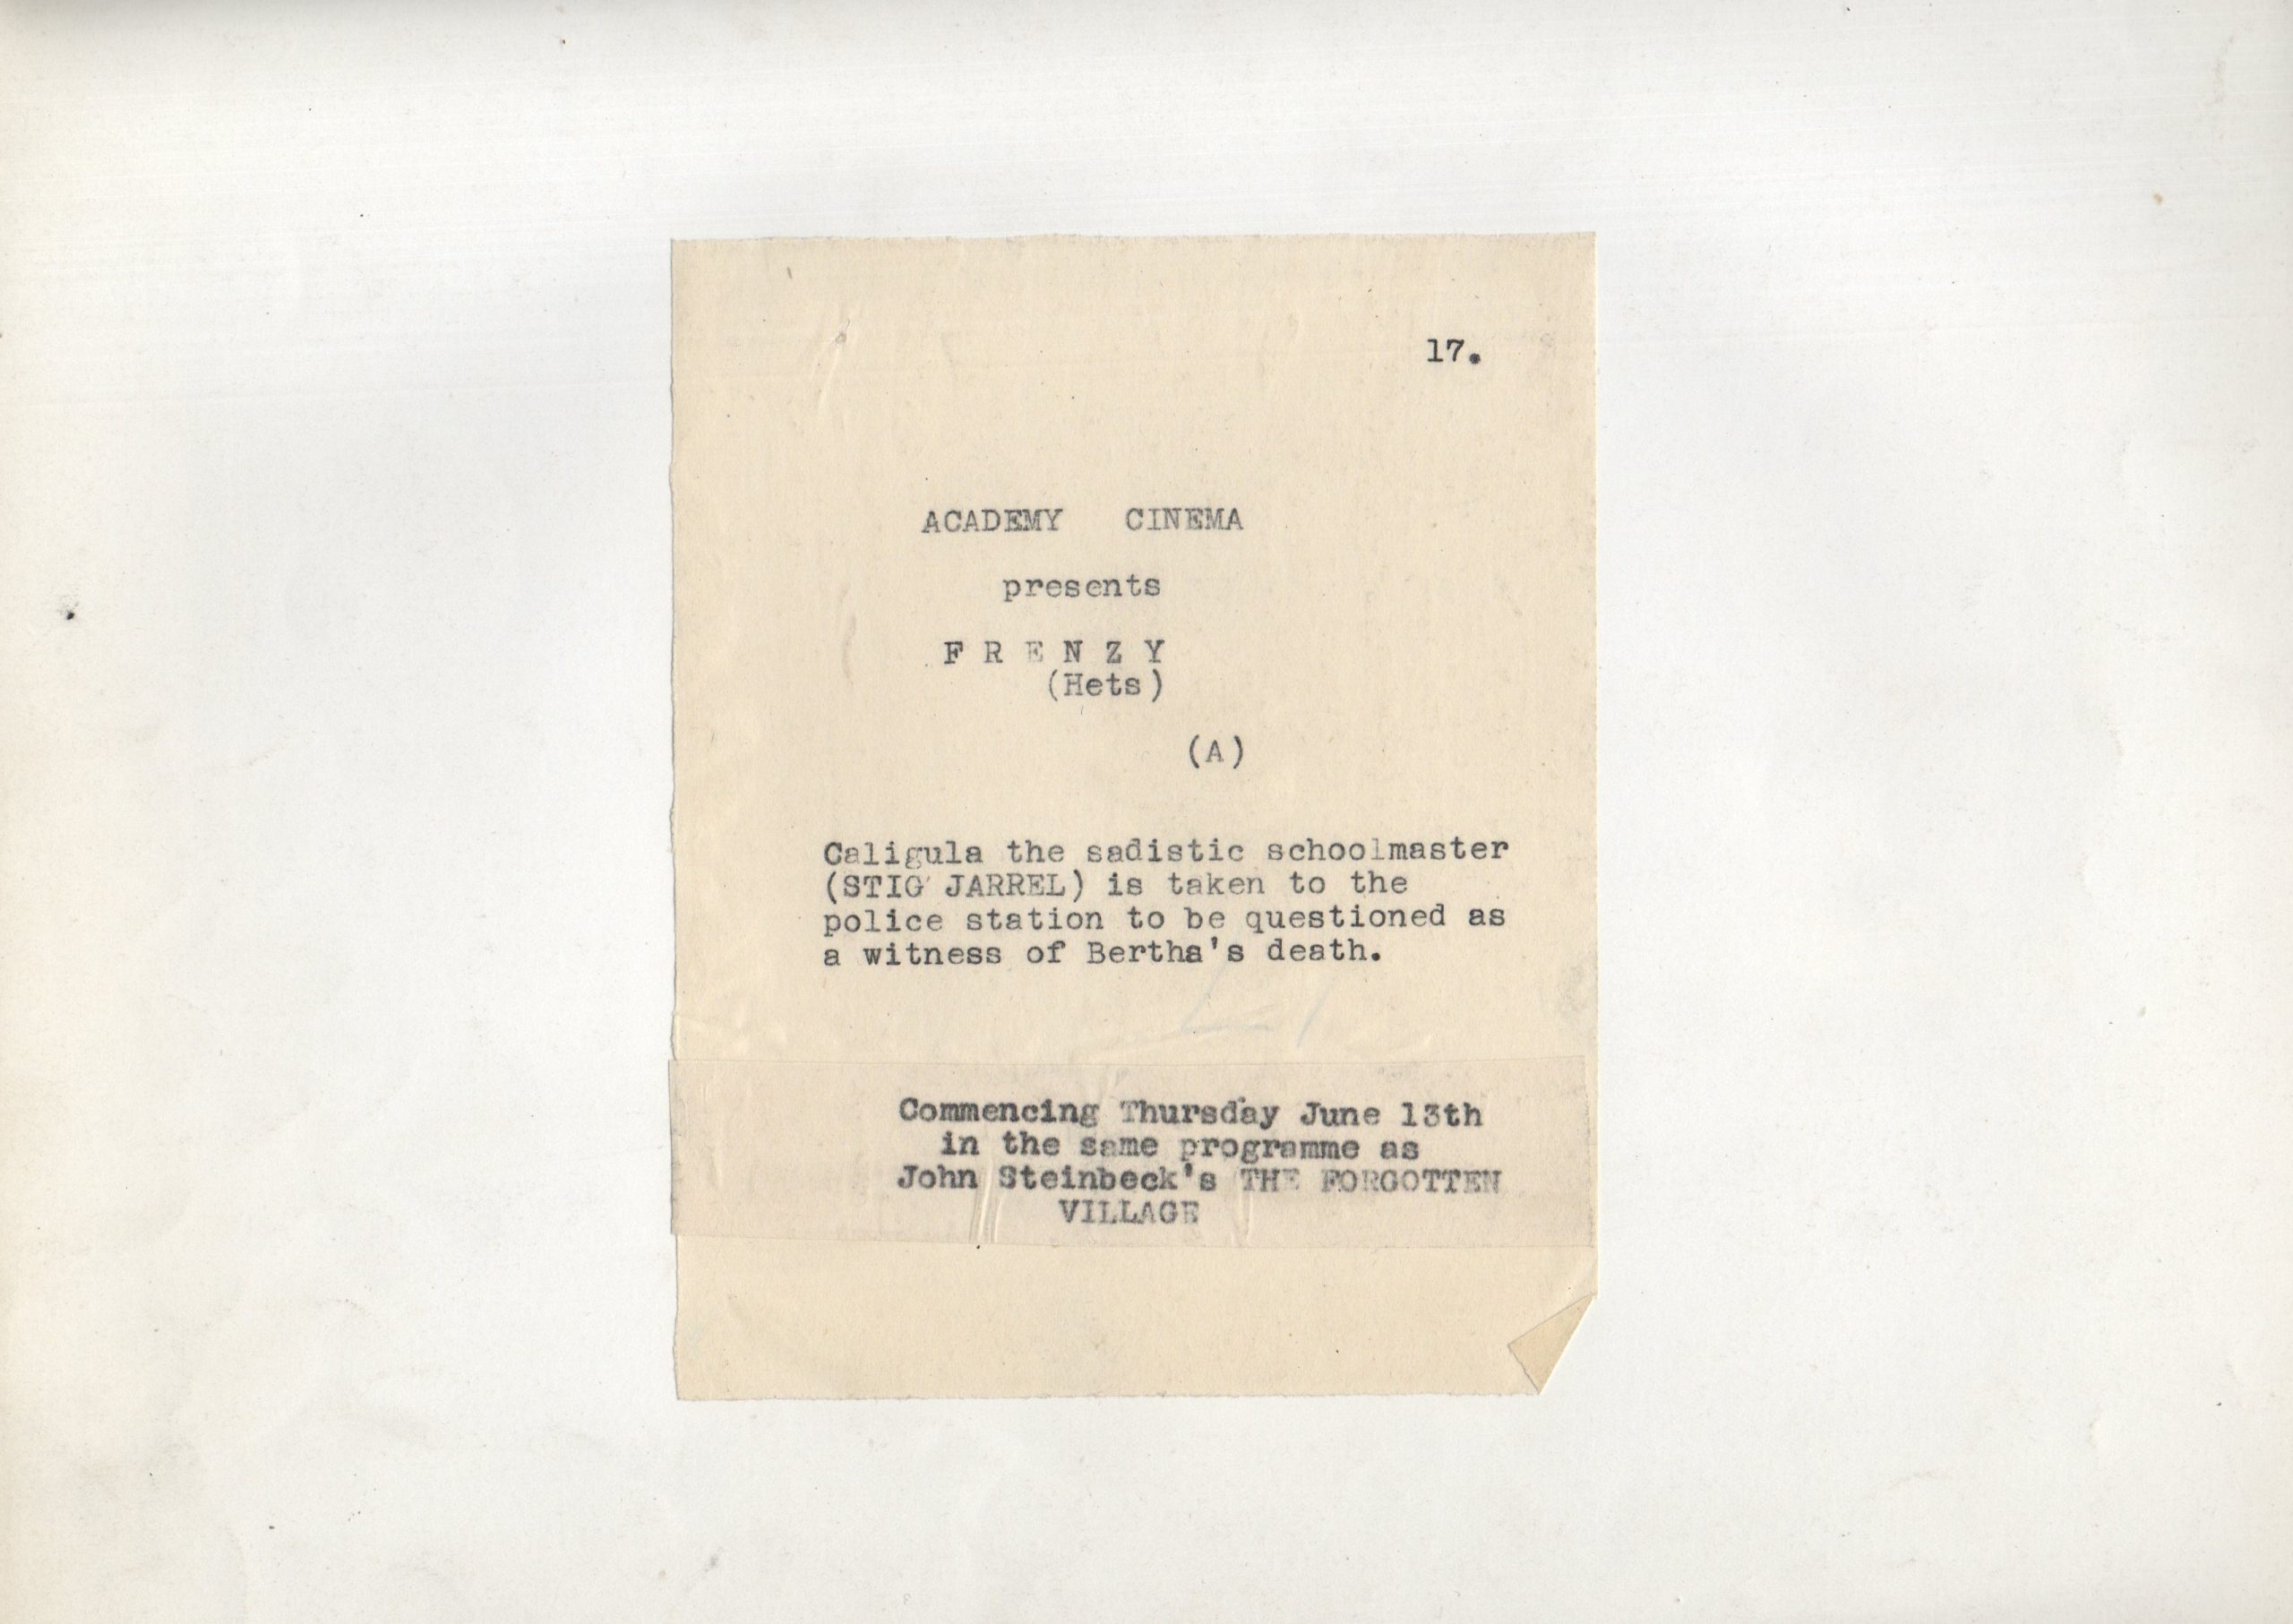 17.
ACADEMY CINEMA
presents
F R E N Z Y
(Hets)
(A)
Caligula the sadistic schoolmaster
(STIG JARREL) is taken to the
police station to be questioned as
a witness of Bertha's death.
Commencing Thursday June 13th
in the same programme as
John Steinbeck's THE FORGOTTEN
VILLAGE